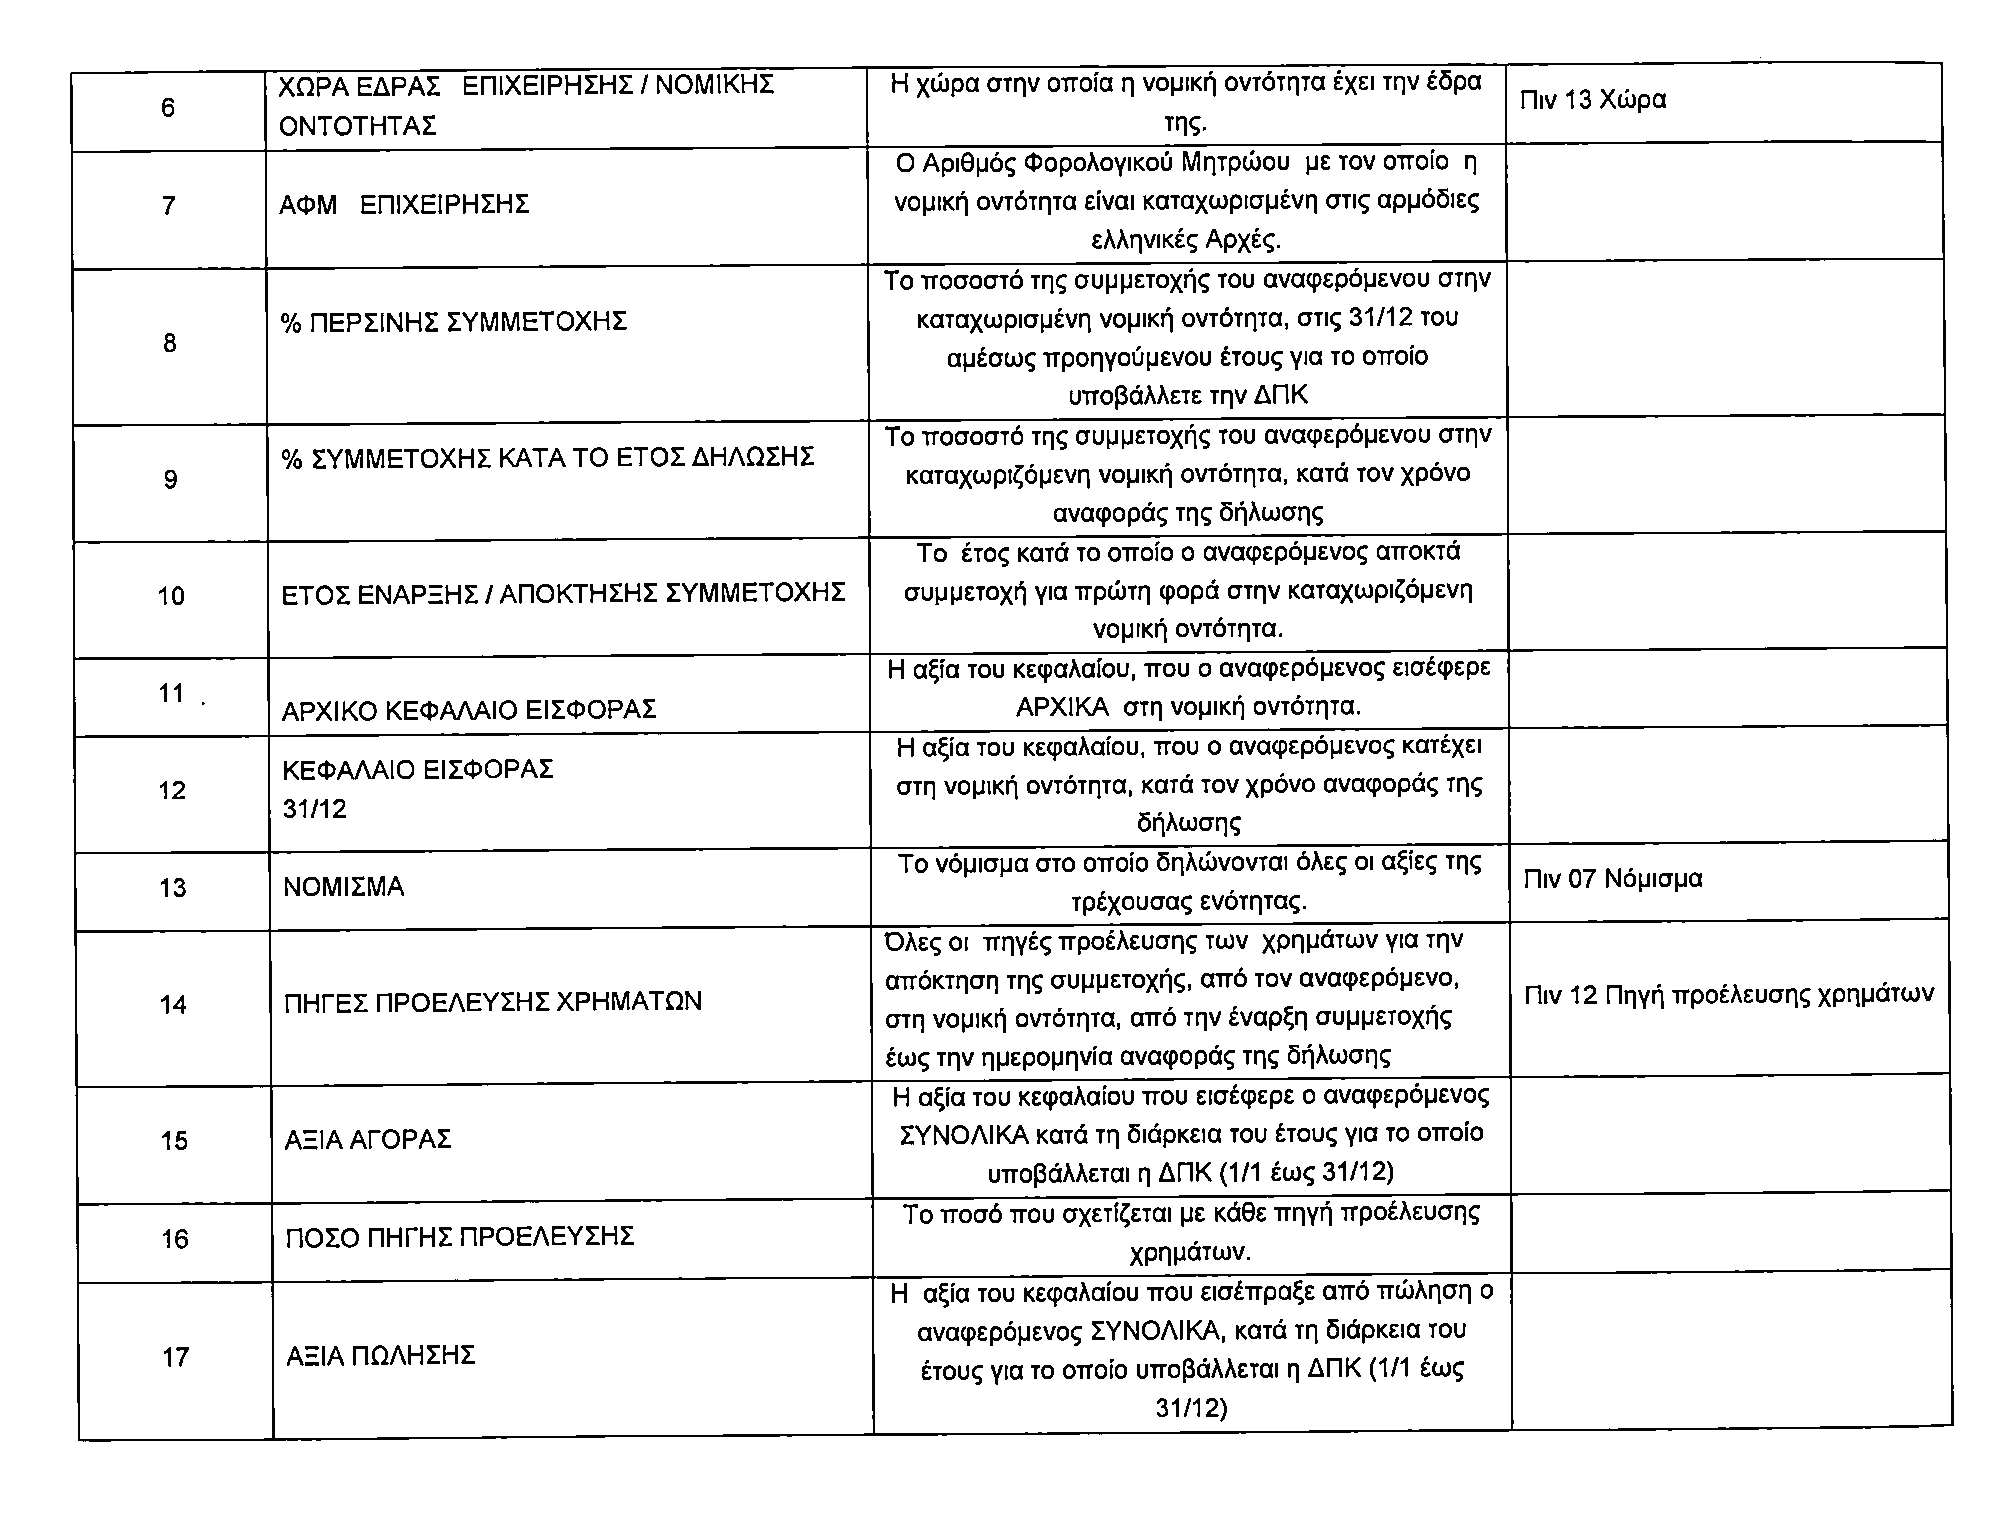 6
ΧΩΡΑ ΕΔΡΑΣ ΕΠΙΧΕΙΡΗΣΗΣ / ΝΟΜΙΚΗΣ
ΟΝΤΟΤΗΤΑΣ
Η χώρα στην οποία η νομική οντότητα έχει την έδρα
της.
Πιν 13 Χώρα
7
ΑΦΜ ΕΠΙΧΕΙΡΗΣΗΣ
Ο Αριθμός Φορολογικού Μητρώου με τον οποίο η
νομική οντότητα είναι καταχωρισμένη στις αρμόδιες
ελληνικές Αρχές.
8
% ΠΕΡΣΙΝΗΣ ΣΥΜΜΕΤΟΧΗΣ
Το ποσοστό της συμμετοχής του αναφερόμενου στην
καταχωρισμένη νομική οντότητα, στις 31/12 του
αμέσως προηγούμενου έτους για το οποίο
υποβάλλετε την ΔΠΚ
9
% ΣΥΜΜΕΤΟΧΗΣ ΚΑΤΑ ΤΟ ΕΤΟΣ ΔΗΛΩΣΗΣ
Το ποσοστό της συμμετοχής του αναφερόμενου στην
καταχωριζόμενη νομική οντότητα, κατά τον χρόνο
αναφοράς της δήλωσης
10
ΕΤΟΣ ΕΝΑΡΞΗΣ / ΑΠΟΚΤΗΣΗΣ ΣΥΜΜΕΤΟΧΗΣ
Το έτος κατά το οποίο ο αναφερόμενος αποκτά
συμμετοχή για πρώτη φορά στην καταχωριζόμενη
νομική οντότητα.
11
ΑΡΧΙΚΟ ΚΕΦΑΛΑΙΟ ΕΙΣΦΟΡΑΣ
Η αξία του κεφαλαίου, που ο αναφερόμενος εισέφερε
ΑΡΧΙΚΑ στη νομική οντότητα.
12
ΚΕΦΑΛΑΙΟ ΕΙΣΦΟΡΑΣ
31/12
Η αξία του κεφαλαίου, που ο αναφερόμενος κατέχει
στη νομική οντότητα, κατά τον χρόνο αναφοράς της
δήλωσης
13
ΝΟΜΙΣΜΑ
Το νόμισμα στο οποίο δηλώνονται όλες οι αξίες της
τρέχουσας ενότητας.
Πιν 07 Νόμισμα
14
ΠΗΓΕΣ ΠΡΟΕΛΕΥΣΗΣ ΧΡΗΜΑΤΩΝ
Όλες οι πηγές προέλευσης των χρημάτων για την
απόκτηση της συμμετοχής, από τον αναφερόμενο,
στη νομική οντότητα, από την έναρξη συμμετοχής
έως την ημερομηνία αναφοράς της δήλωσης
Πιν 12 Πηγή προέλευσης χρημάτων
15
ΑΞΙΑ ΑΓΟΡΑΣ
Η αξία του κεφαλαίου που εισέφερε ο αναφερόμενος
ΣΥΝΟΛΙΚΑ κατά τη διάρκεια του έτους για το οποίο
υποβάλλεται η ΔΠΚ (1/1 έως 31/12)
16
ΠΟΣΟ ΠΗΓΗΣ ΠΡΟΕΛΕΥΣΗΣ
Το ποσό που σχετίζεται με κάθε πηγή προέλευσης
χρημάτων.
17
ΑΞΙΑ ΠΩΛΗΣΗΣ
Η αξία του κεφαλαίου που εισέπραξε από πώληση ο
αναφερόμενος ΣΥΝΟΛΙΚΑ, κατά τη διάρκεια του
έτους για το οποίο υποβάλλεται η ΔΠΚ (1/1 έως
31/12)